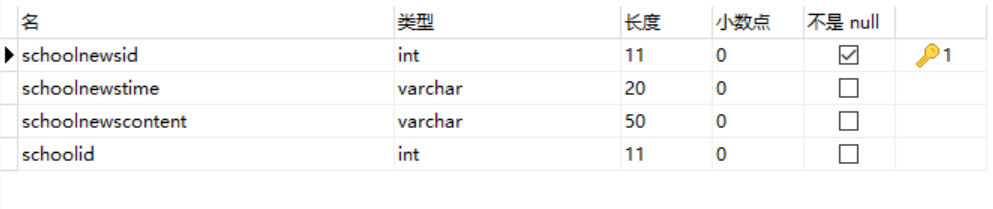 名 类型 长度 小数点 不是 null
schoolnewsid int 11 0 1
schoolnewstime varchar 20 0
schoolnewscontent varchar 50 0
schoolid int 11 0